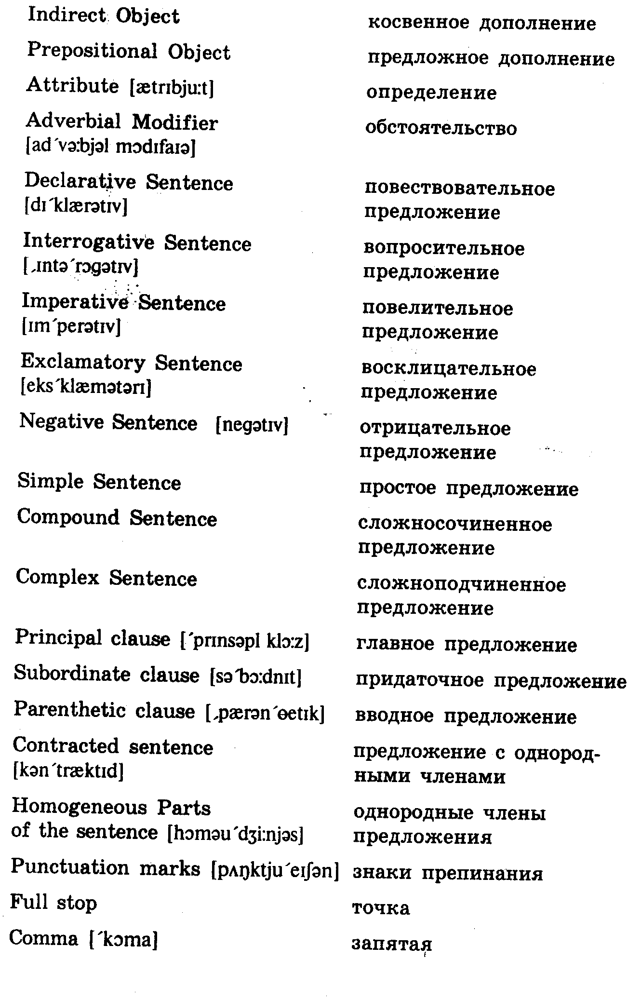 Indirect Object косвенное дополнение
Prepositional Object предложное дополнение
Attribute [ætrıbju:t] определение
Adverbial Modifier обстоятельство
[ad´və:bjəl mɔdıfaıə]
Declarative Sentence повествовательное
[dı´klærətıv] предложение
Interrogative Sentence вопросительное
[ˌıntə´rɔgətıv] предложение
Imperative Sentence повелительное
[ım´perətıv] предложение
Exclamatory Sentence восклицательное
[eks´klæmətərı] предложение
Negative Sentence [negətıv] отрицательное
предложение
Simple Sentence простое предложение
Compound Sentence сложносочиненное
предложение
Complex Sentence сложноподчиненное
предложение
Principal clause [´prınsəpl klɔ:z] главное предложение
Subordinate clause [sə´bɔ:dnıt] придаточное предложение
Parenthetic clause [ˌpærən´θetık] вводное предложение
Contracted sentence предложение с однород-
[kən´træktıd] ными членами
Homogeneous Parts однородные члены
of the sentence [hɔməu´dʒi:njəs] предложения
Punctuation marks [pʌŋktju´eıʃən] знаки препинания
Full stop точка
Comma [´kɔma] запятая